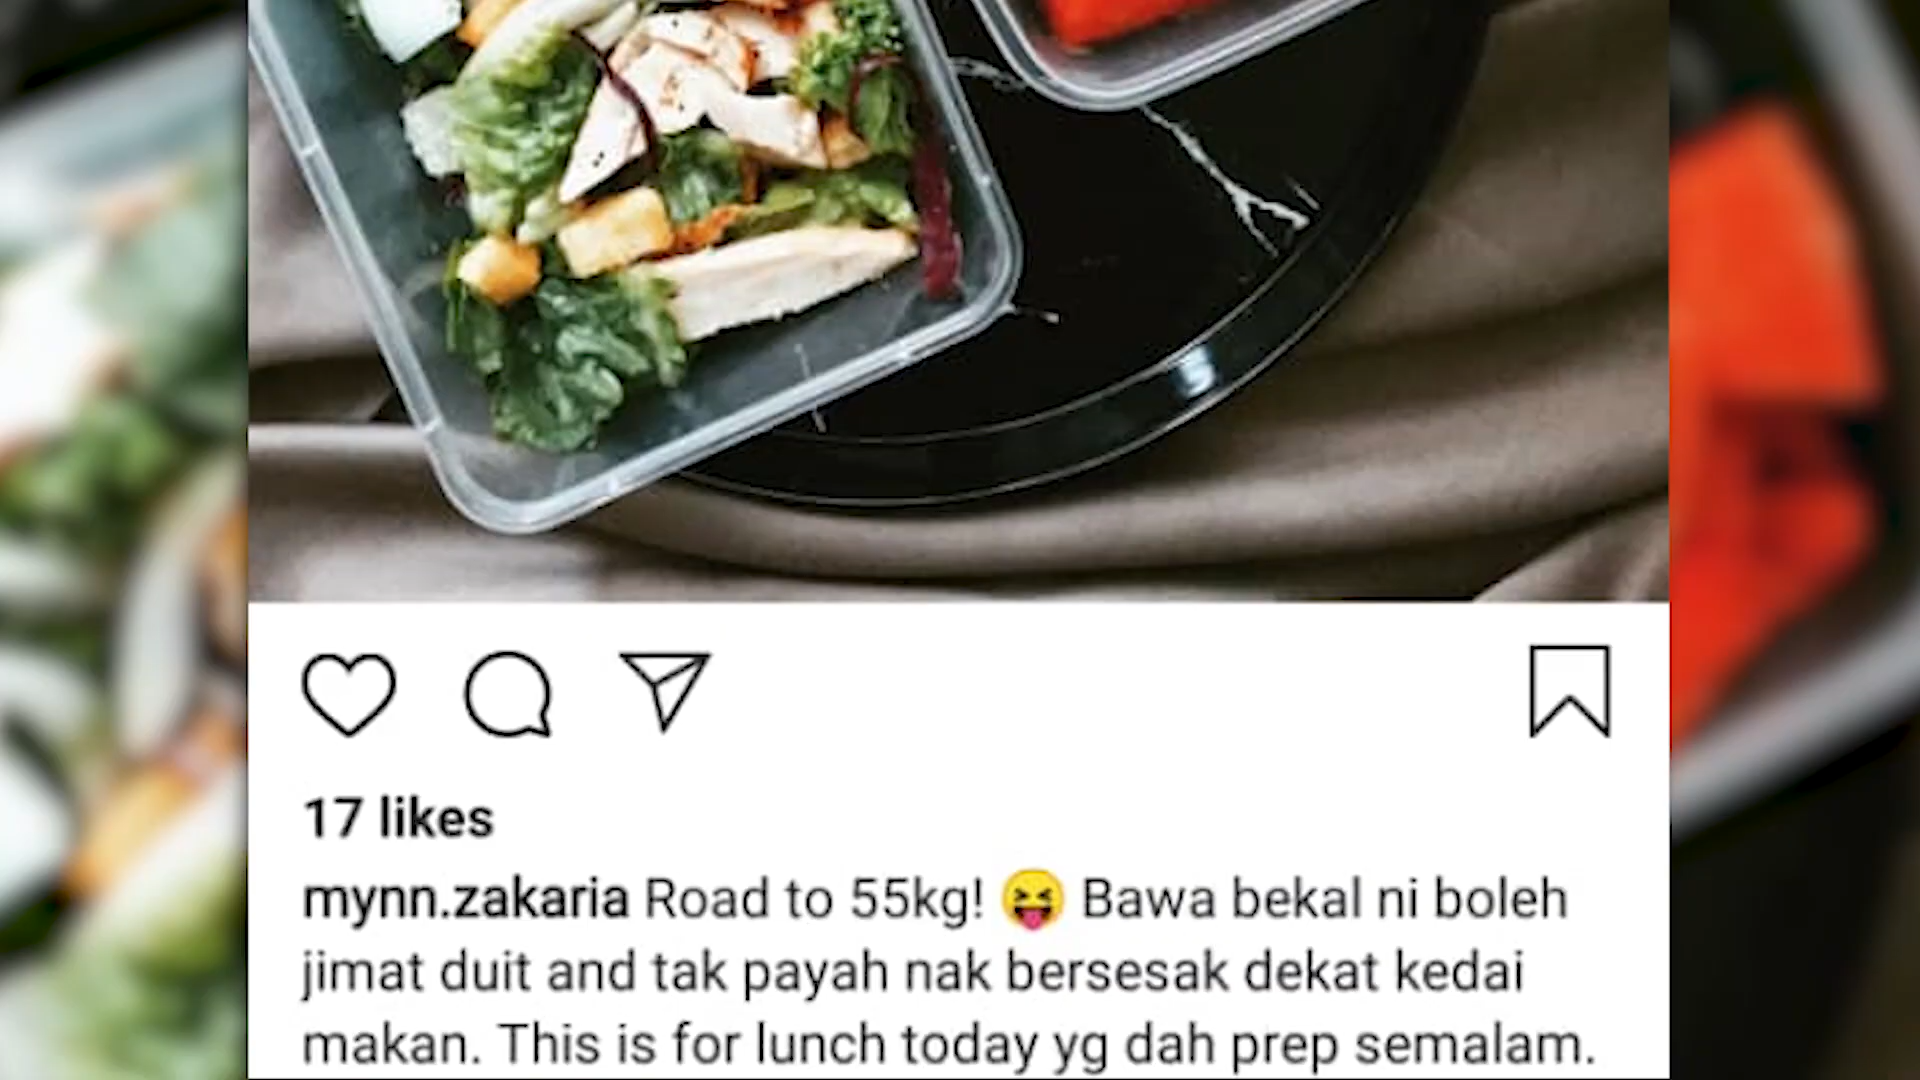 17 likes
mynn.zakaria Road to 55kg! 😝 Bawa bekal ni boleh
jimat duit and tak payah nak bersesak dekat kedai
makan. This is for lunch today yg dah prep semalam.